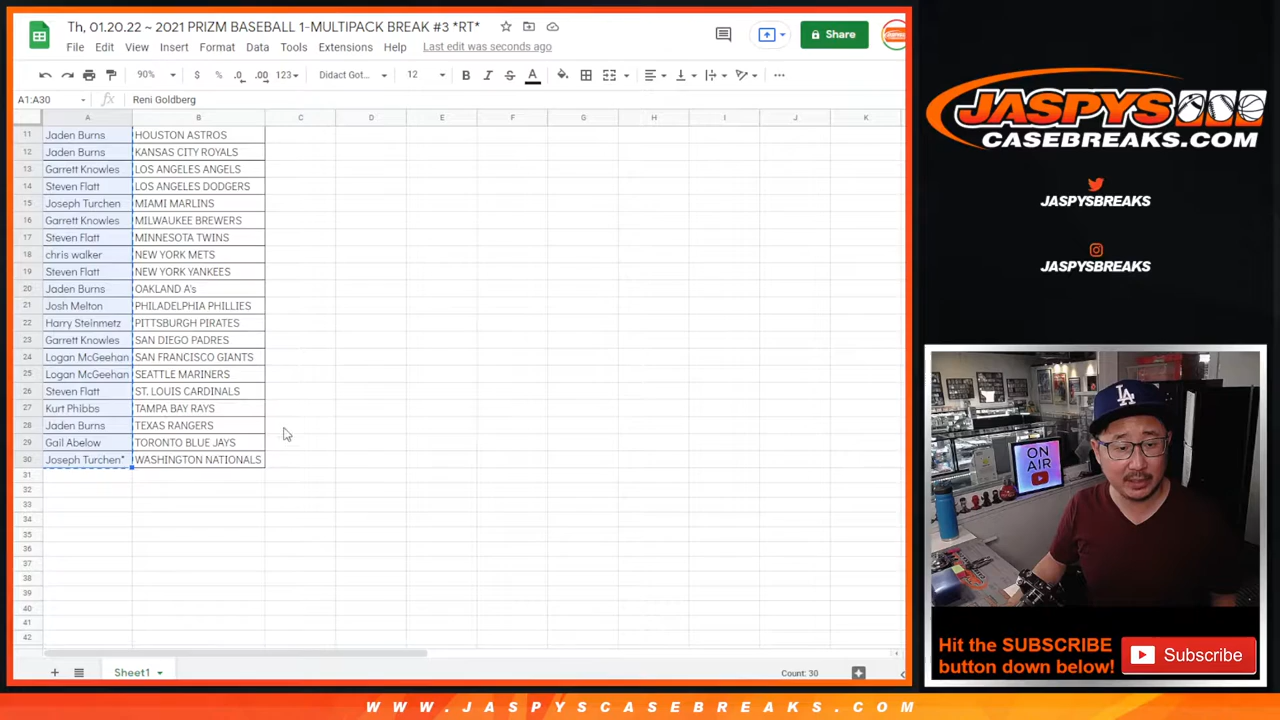 Th, 01.20.22 ~ 2021 PRIZM BASEBALL 1-MULTIPACK BREAK #3 *RT*
File Edit View Insert Format Data Tools Extensions Help Last edit was seconds ago
Share
90% $ % .0 .00 123 Didact Got... 12 B I S A
A1:A30 fx Reni Goldberg
A B C D E F G H I J K
11 Jaden Burns HOUSTON ASTROS
12 Jaden Burns KANSAS CITY ROYALS
13 Garrett Knowles LOS ANGELES ANGELS
14 Steven Flatt LOS ANGELES DODGERS
15 Joseph Turchen MIAMI MARLINS
16 Garrett Knowles MILWAUKEE BREWERS
17 Steven Flatt MINNESOTA TWINS
18 chris walker NEW YORK METS
19 Steven Flatt NEW YORK YANKEES
20 Jaden Burns OAKLAND A's
21 Josh Melton PHILADELPHIA PHILLIES
22 Harry Steinmetz PITTSBURGH PIRATES
23 Garrett Knowles SAN DIEGO PADRES
24 Logan McGeehan SAN FRANCISCO GIANTS
25 Logan McGeehan SEATTLE MARINERS
26 Steven Flatt ST. LOUIS CARDINALS
27 Kurt Phibbs TAMPA BAY RAYS
28 Jaden Burns TEXAS RANGERS
29 Gail Abelow TORONTO BLUE JAYS
30 Joseph Turchen* WASHINGTON NATIONALS
31
32
33
34
35
36
37
38
39
40
41
42
Sheet1
Count: 30
JASPYS
CASEBREAKS.COM
JASPYSBREAKS
JASPYSBREAKS
LA
ON
AIR
Hit the SUBSCRIBE
button down below!
Subscribe
WWW.JASPYSCASEBREAKS.COM